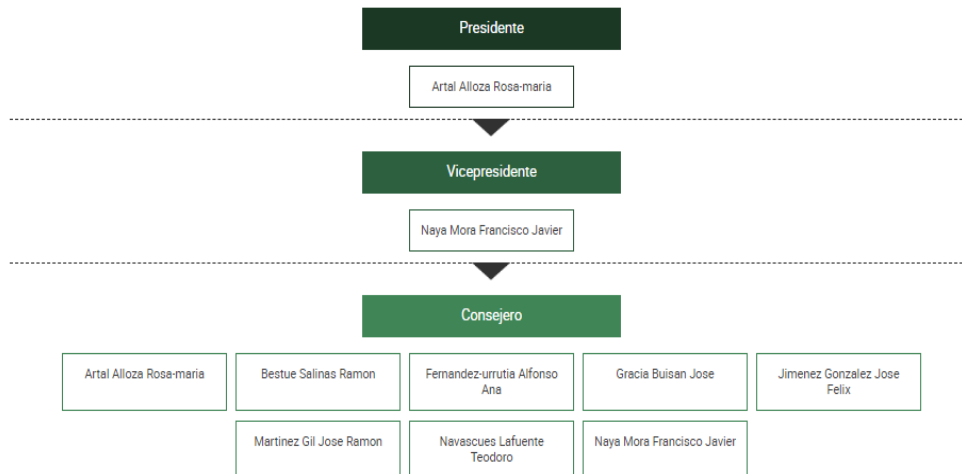 Presidente
Artal Alloza Rosa-maria
Vicepresidente
Naya Mora Francisco Javier
Consejero
Artal Alloza Rosa-maria
Bestue Salinas Ramon
Fernandez-urrutia Alfonso
Ana
Gracia Buisan Jose
Jimenez Gonzalez Jose
Felix
Martinez Gil Jose Ramon
Navascues Lafuente
Teodoro
Naya Mora Francisco Javier